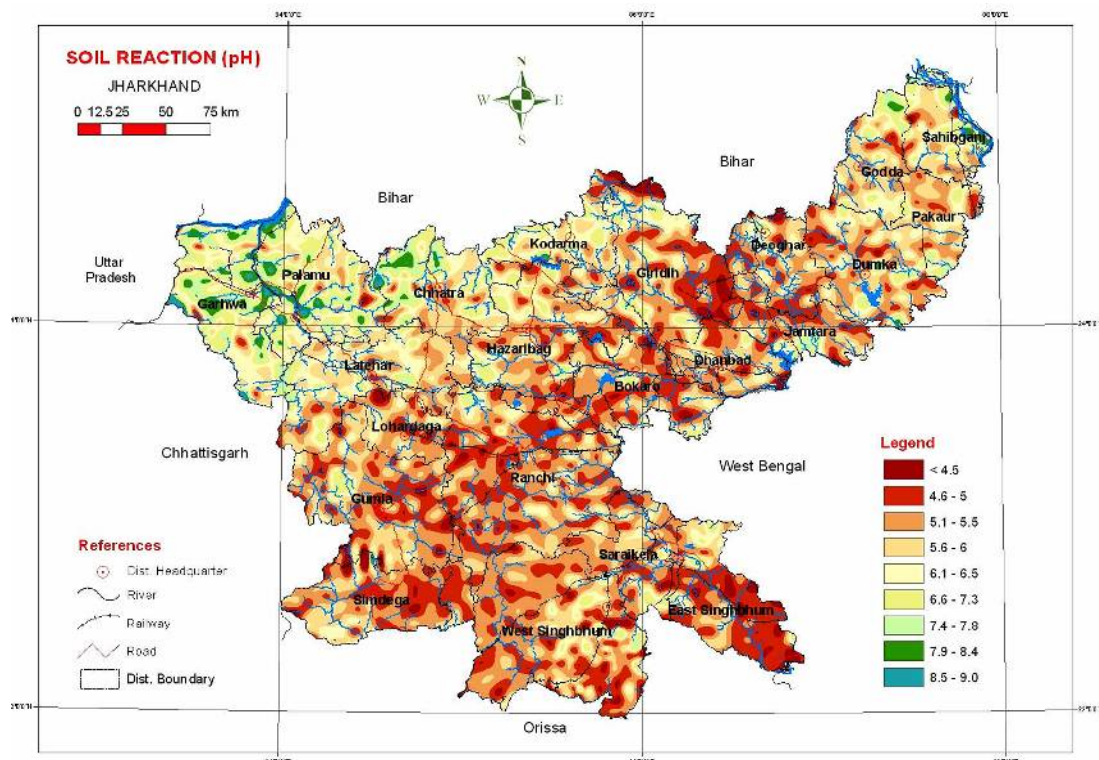 SOIL REACTION (pH)
JHARKHAND
0 12.5 25 50 75 km
N
W E
S
Bihar
Bihar
Uttar
Pradesh
Chhattisgarh
West Bengal
Orissa
Sahibganj
Godda
Pakaur
Deoghar
Dumka
Kodarma
Giridih
Palamu
Chhatra
Garhwa
Jamtara
Hazaribag
Dhanbad
Latehar
Bokaro
Lohardaga
Ranchi
Gumla
Saraikela
Simdega
East Singhbhum
West Singhbhum
References
Dist. Headquarter
River
Railway
Road
Dist. Boundary
Legend
< 4.5
4.6 - 5
5.1 - 5.5
5.6 - 6
6.1 - 6.5
6.6 - 7.3
7.4 - 7.8
7.9 - 8.4
8.5 - 9.0